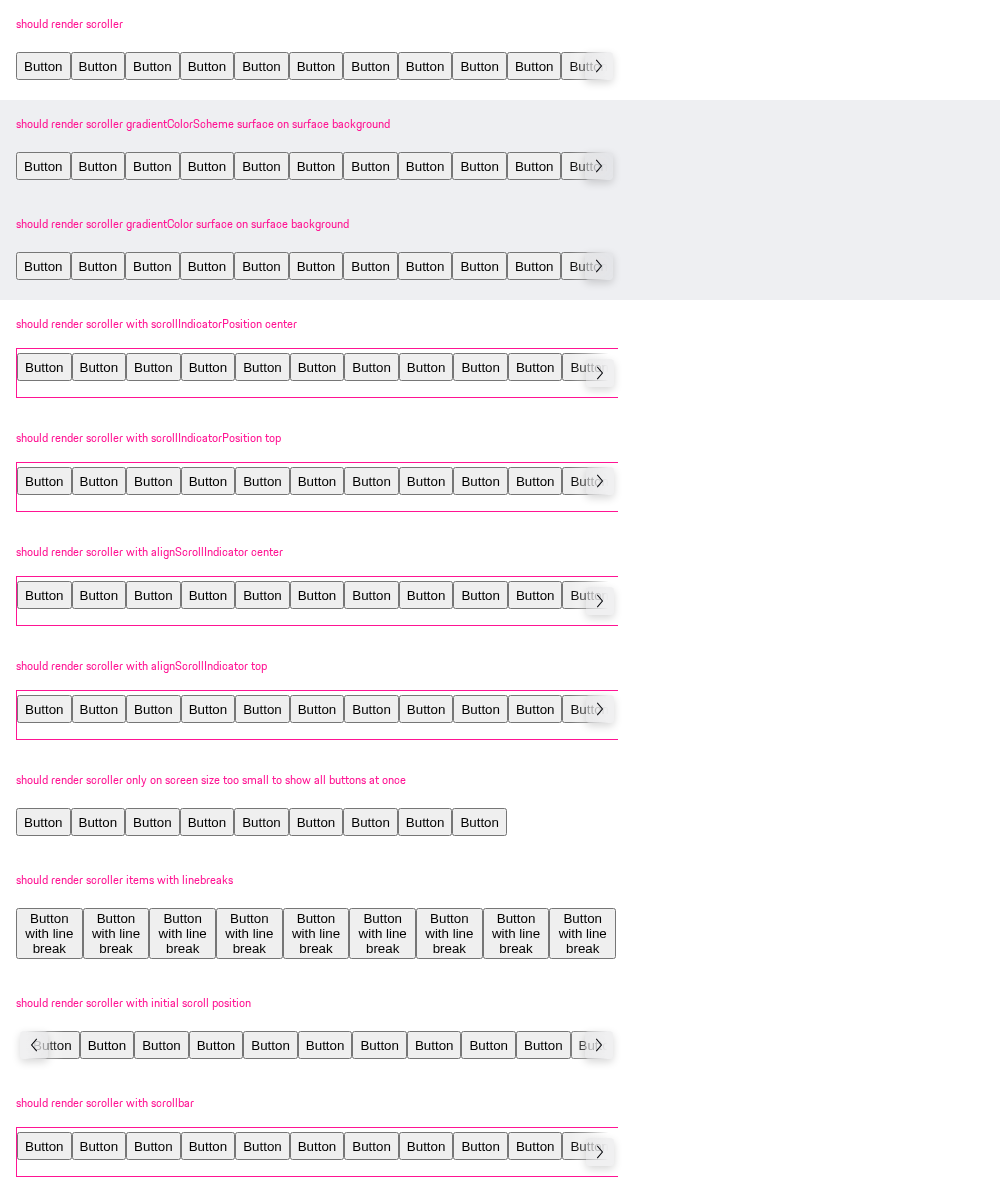 should render scroller
Button Button Button Button Button Button Button Button Button Button Button
should render scroller gradientColorScheme surface on surface background
Button Button Button Button Button Button Button Button Button Button Button
should render scroller gradientColor surface on surface background
Button Button Button Button Button Button Button Button Button Button Button
should render scroller with scrollIndicatorPosition center
Button Button Button Button Button Button Button Button Button Button Button
should render scroller with scrollIndicatorPosition top
Button Button Button Button Button Button Button Button Button Button Button
should render scroller with alignScrollIndicator center
Button Button Button Button Button Button Button Button Button Button Button
should render scroller with alignScrollIndicator top
Button Button Button Button Button Button Button Button Button Button Button
should render scroller only on screen size too small to show all buttons at once
Button Button Button Button Button Button Button Button Button
should render scroller items with linebreaks
Button Button Button Button Button Button Button Button Button
with line with line with line with line with line with line with line with line with line
break break break break break break break break break
should render scroller with initial scroll position
Button Button Button Button Button Button Button Button Button Button But
should render scroller with scrollbar
Button Button Button Button Button Button Button Button Button Button Button